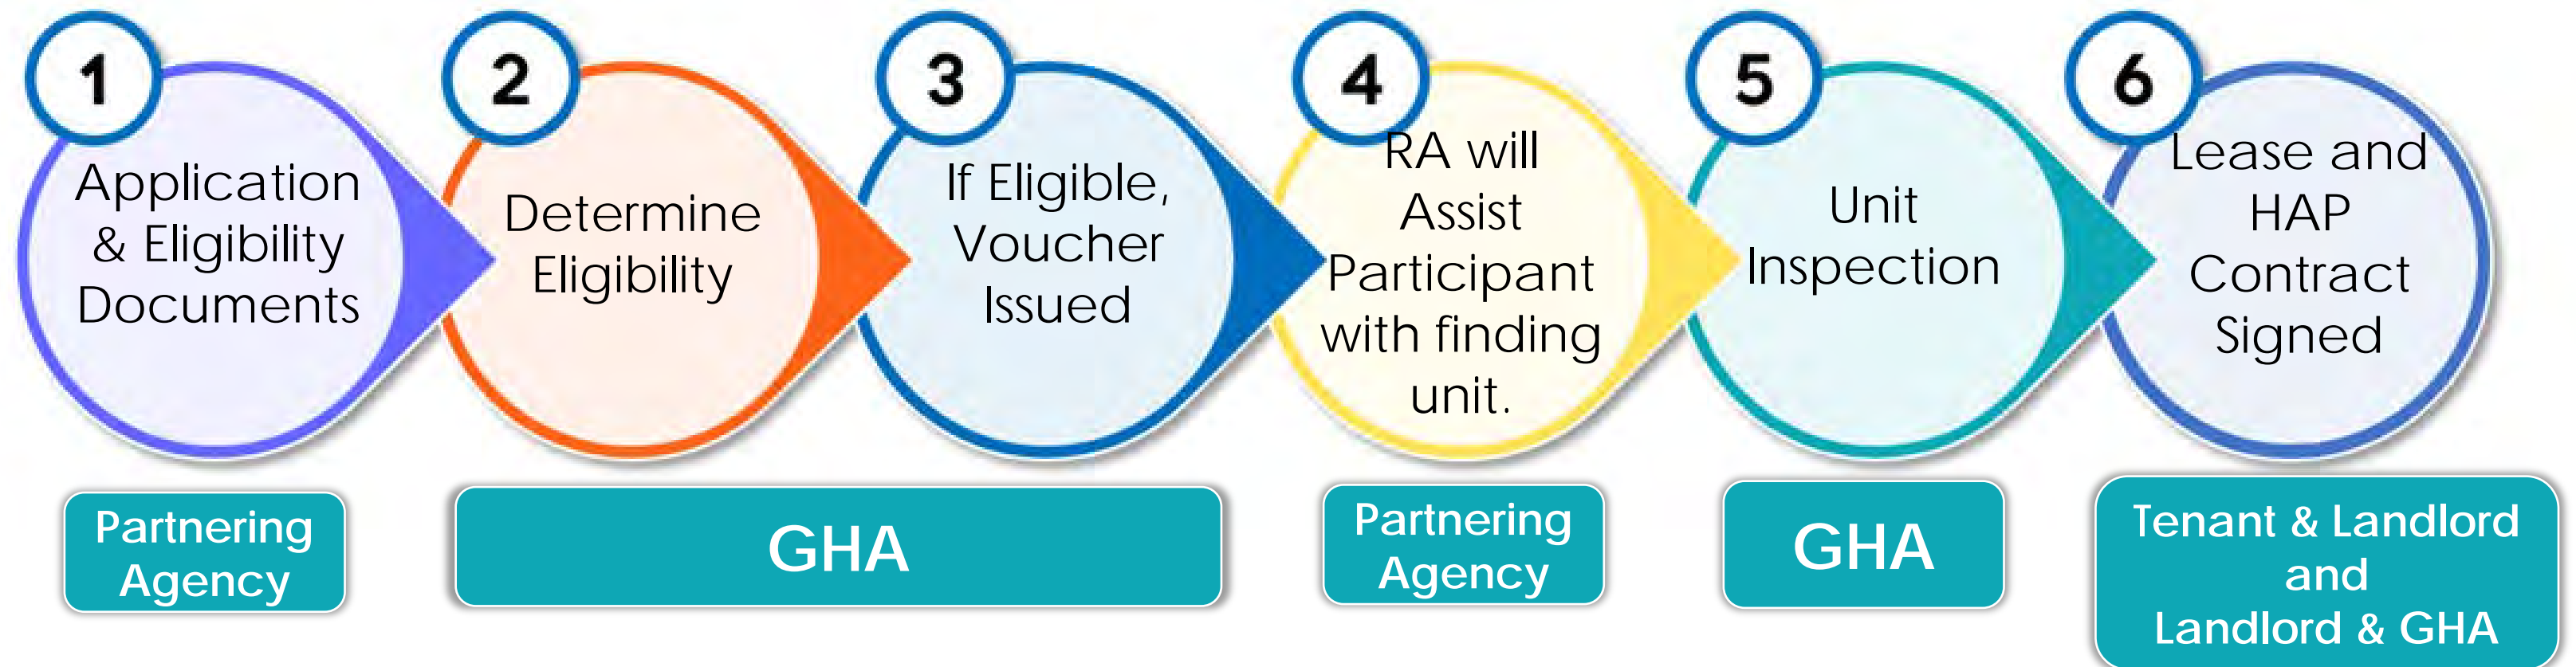 1
Application
& Eligibility
Documents
2
Determine
Eligibility
3
If Eligible,
Voucher
Issued
4
RA will
Assist
Participant
with finding
unit.
5
Unit
Inspection
6
Lease and
HAP
Contract
Signed
Partnering
Agency
GHA
Partnering
Agency
GHA
Tenant & Landlord
and
Landlord & GHA